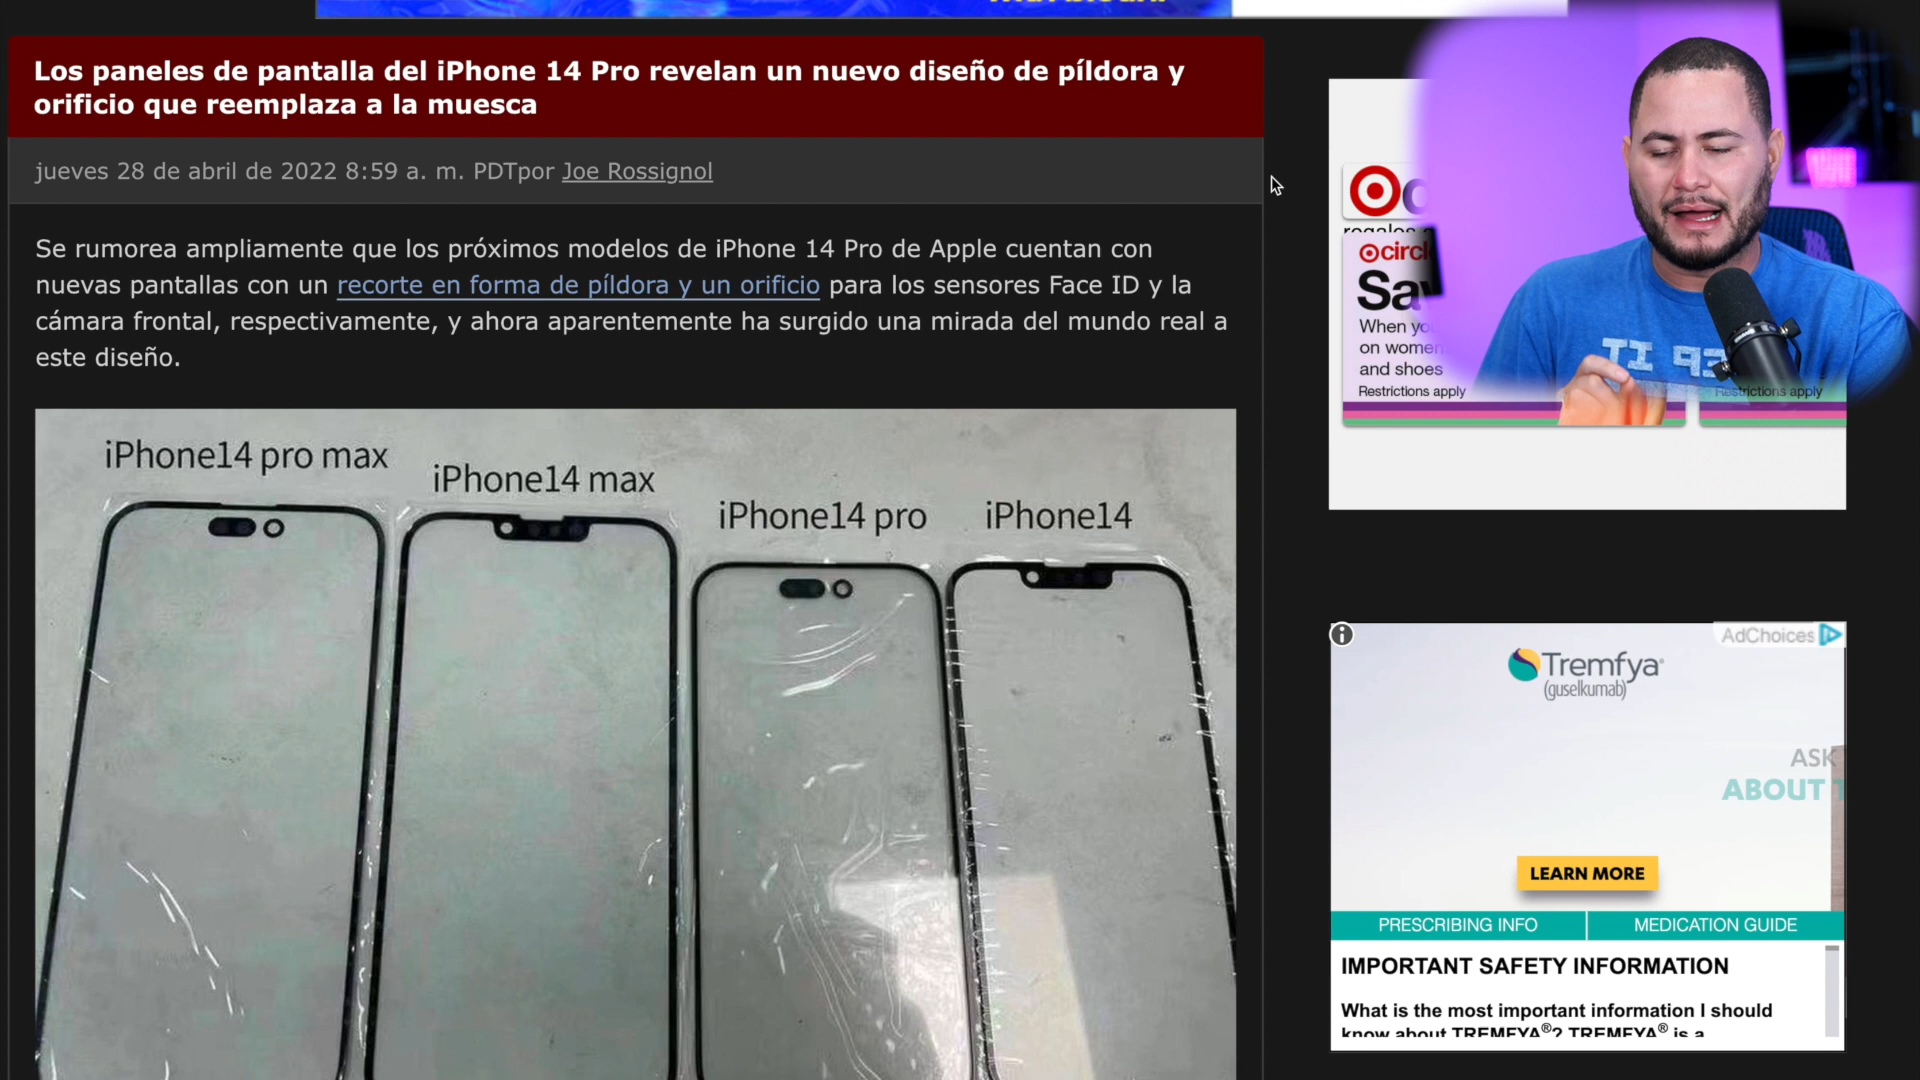 Los paneles de pantalla del iPhone 14 Pro revelan un nuevo diseño de píldora y
orificio que reemplaza a la muesca
jueves 28 de abril de 2022 8:59 a. m. PDTpor Joe Rossignol
Se rumorea ampliamente que los próximos modelos de iPhone 14 Pro de Apple cuentan con
nuevas pantallas con un recorte en forma de píldora y un orificio para los sensores Face ID y la
cámara frontal, respectivamente, y ahora aparentemente ha surgido una mirada del mundo real a
este diseño.
iPhone14 pro max
iPhone14 max
iPhone14 pro
iPhone14
circl
When yo
on women
and shoes
Restrictions apply
Restrictions apply
AdChoices
Tremfya®
(guselkumab)
ASK
ABOUT
LEARN MORE
PRESCRIBING INFO
MEDICATION GUIDE
IMPORTANT SAFETY INFORMATION
What is the most important information I should
know about TREMFYA®? TREMFYA® is a